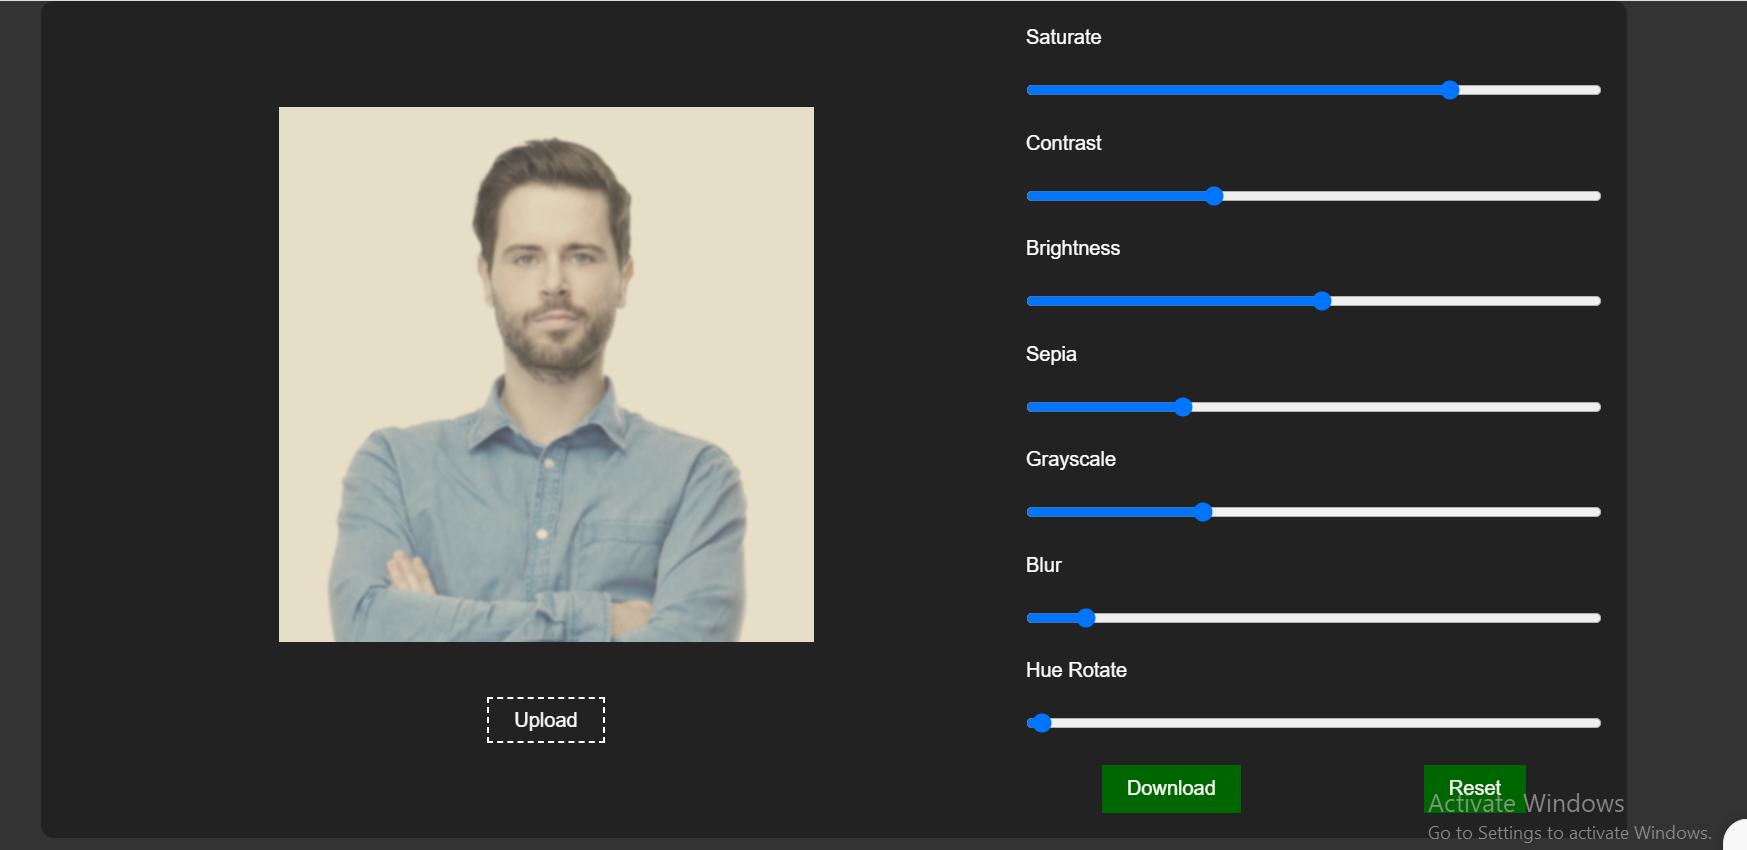 Saturate
Contrast
Brightness
Sepia
Grayscale
Blur
Hue Rotate
Upload
Download
Reset
Activate Windows
Go to Settings to activate Windows.